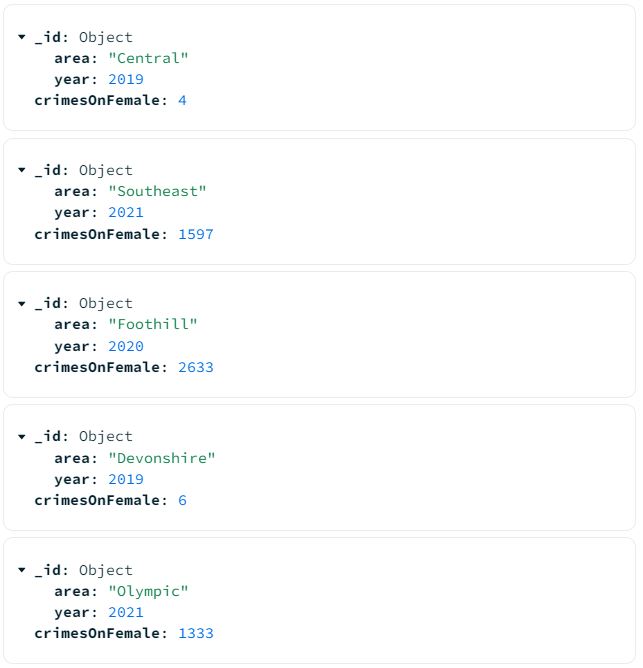 _id: Object
area: "Central"
year: 2019
crimesOnFemale: 4
_id: Object
area: "Southeast"
year: 2021
crimesOnFemale: 1597
_id: Object
area: "Foothill"
year: 2020
crimesOnFemale: 2633
_id: Object
area: "Devonshire"
year: 2019
crimesOnFemale: 6
_id: Object
area: "Olympic"
year: 2021
crimesOnFemale: 1333